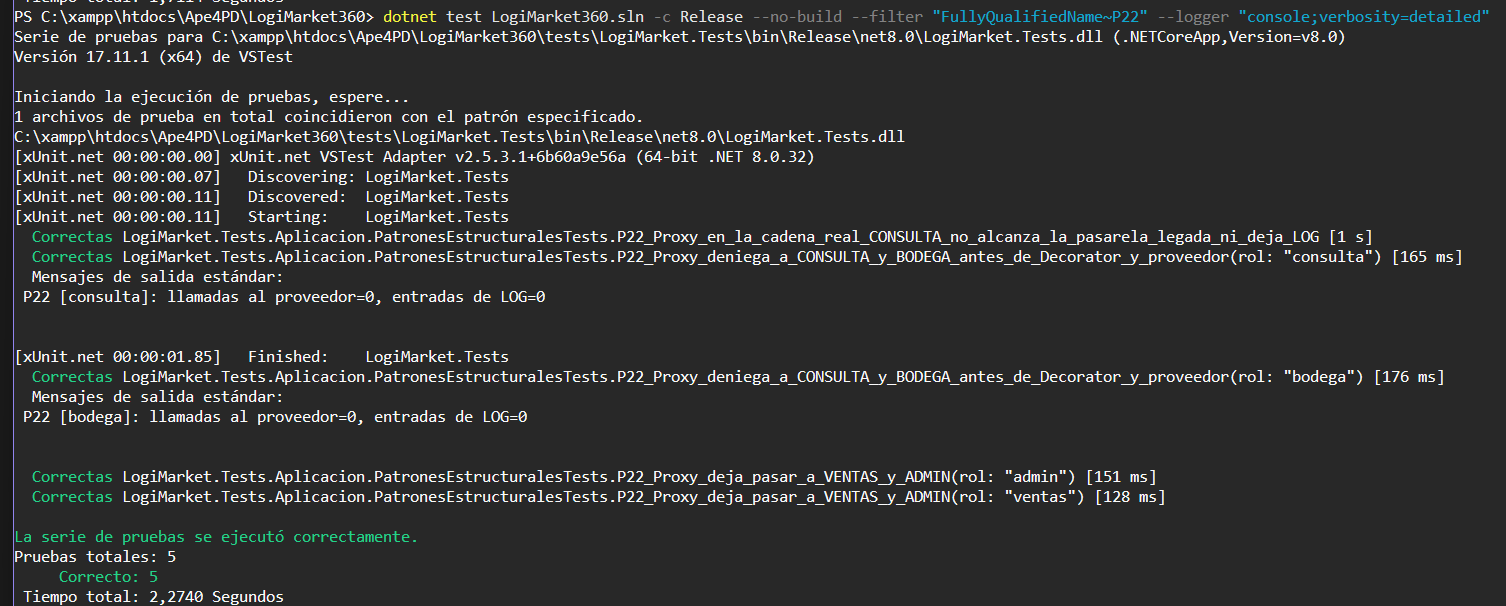 PS C:\xampp\htdocs\Ape4PD\LogiMarket360> dotnet test LogiMarket360.sln -c Release --no-build --filter "FullyQualifiedName~P22" --logger "console;verbosity=detailed"
Serie de pruebas para C:\xampp\htdocs\Ape4PD\LogiMarket360\tests\LogiMarket.Tests\bin\Release\net8.0\LogiMarket.Tests.dll (.NETCoreApp,Version=v8.0)
Versión 17.11.1 (x64) de VSTest

Iniciando la ejecución de pruebas, espere...
1 archivos de prueba en total coincidieron con el patrón especificado.
C:\xampp\htdocs\Ape4PD\LogiMarket360\tests\LogiMarket.Tests\bin\Release\net8.0\LogiMarket.Tests.dll
[xUnit.net 00:00:00.00] xUnit.net VSTest Adapter v2.5.3.1+6b60a9e56a (64-bit .NET 8.0.32)
[xUnit.net 00:00:00.07]   Discovering: LogiMarket.Tests
[xUnit.net 00:00:00.11]   Discovered:  LogiMarket.Tests
[xUnit.net 00:00:00.11]   Starting:    LogiMarket.Tests
  Correctas LogiMarket.Tests.Aplicacion.PatronesEstructuralesTests.P22_Proxy_en_la_cadena_real_CONSULTA_no_alcanza_la_pasarela_legada_ni_deja_LOG [1 s]
  Correctas LogiMarket.Tests.Aplicacion.PatronesEstructuralesTests.P22_Proxy_deniega_a_CONSULTA_y_BODEGA_antes_de_Decorator_y_proveedor(rol: "consulta") [165 ms]
  Mensajes de salida estándar:
 P22 [consulta]: llamadas al proveedor=0, entradas de LOG=0

[xUnit.net 00:00:01.85]   Finished:    LogiMarket.Tests
  Correctas LogiMarket.Tests.Aplicacion.PatronesEstructuralesTests.P22_Proxy_deniega_a_CONSULTA_y_BODEGA_antes_de_Decorator_y_proveedor(rol: "bodega") [176 ms]
  Mensajes de salida estándar:
 P22 [bodega]: llamadas al proveedor=0, entradas de LOG=0

  Correctas LogiMarket.Tests.Aplicacion.PatronesEstructuralesTests.P22_Proxy_deja_pasar_a_VENTAS_y_ADMIN(rol: "admin") [151 ms]
  Correctas LogiMarket.Tests.Aplicacion.PatronesEstructuralesTests.P22_Proxy_deja_pasar_a_VENTAS_y_ADMIN(rol: "ventas") [128 ms]

La serie de pruebas se ejecutó correctamente.
Pruebas totales: 5
     Correcto: 5
 Tiempo total: 2,2740 Segundos